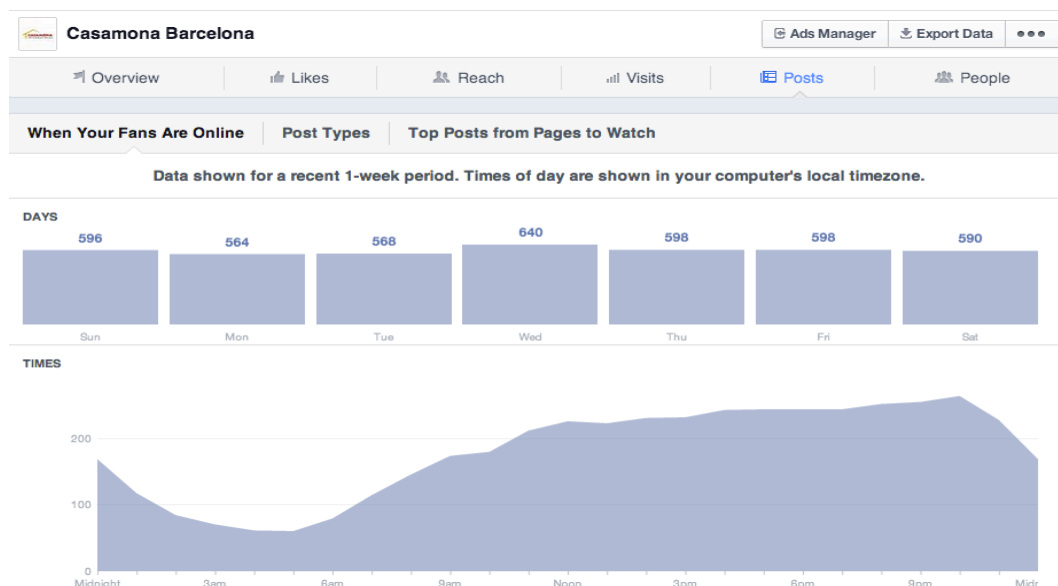 Casamona Barcelona
Ads Manager
Export Data
Overview
Likes
Reach
Visits
Posts
People
When Your Fans Are Online
Post Types
Top Posts from Pages to Watch
Data shown for a recent 1-week period. Times of day are shown in your computer's local timezone.
DAYS
596 564 568 640 598 598 590
Sun Mon Tue Wed Thu Fri Sat
TIMES
200
100
0
Midnight 3am 6am 9am Noon 3pm 6pm 9pm Midn